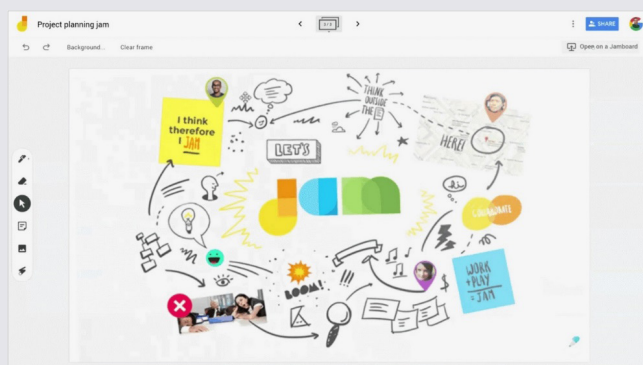 Project planning jam
SHARE
Background...
Clear frame
Open on a Jamboard
I think
therefore
I JAM
THINK
OUTSIDE
THE
LET'S
HERE!
jam
BOOM!
WORK
+PLAY
=JAM